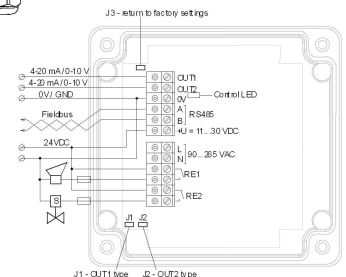 J3 - return to factory settings
4-20 mA/0-10 V OUT1
4-20 mA/0-10 V OUT2
0V/ GND 0V Control LED
Fieldbus A
B RS485
24VDC +U = 11...30 VDC
L
N 90...265 VAC
RE1
S RE2
J1 J2
J1 - OUT1 type J2 - OUT2 type